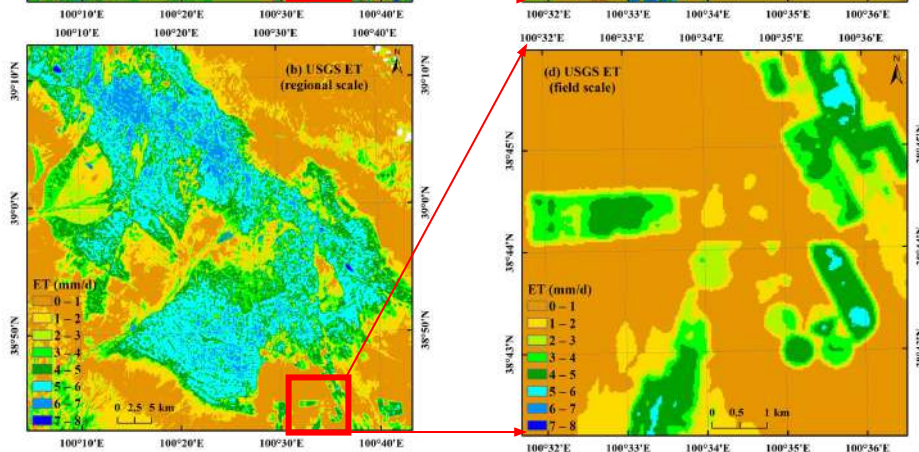 100°10'E 100°20'E 100°30'E 100°40'E
100°32'E 100°33'E 100°34'E 100°35'E 100°36'E
100°10'E 100°20'E 100°30'E 100°40'E
100°32'E 100°33'E 100°34'E 100°35'E 100°36'E
(b) USGS ET
(regional scale)
N
39°10'N
39°0'N
38°50'N
39°10'N
39°0'N
38°50'N
ET (mm/d)
0 – 1
1 – 2
2 – 3
3 – 4
4 – 5
5 – 6
6 – 7
7 – 8
0 2.5 5 km
100°10'E 100°20'E 100°30'E 100°40'E
(d) USGS ET
(field scale)
N
38°45'N
38°44'N
38°43'N
38°45'N
38°44'N
38°43'N
ET (mm/d)
0 – 1
1 – 2
2 – 3
3 – 4
4 – 5
5 – 6
6 – 7
7 – 8
0 0.5 1 km
100°32'E 100°33'E 100°34'E 100°35'E 100°36'E